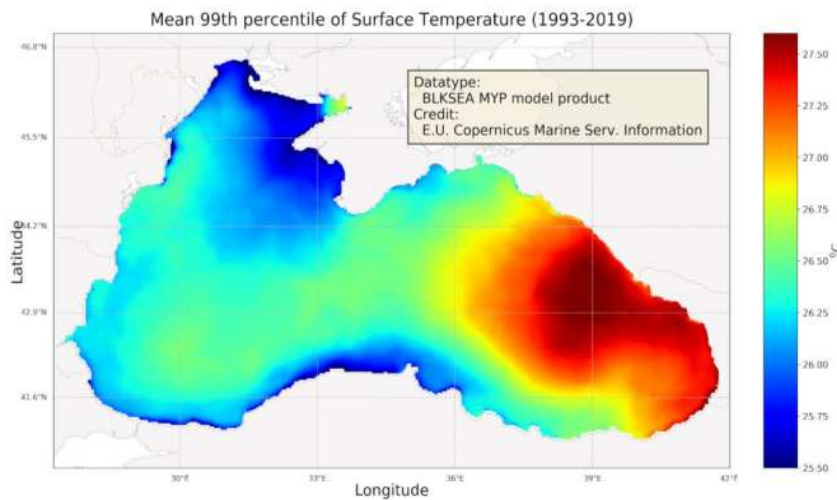 Mean 99th percentile of Surface Temperature (1993-2019)
46.8°N
45.5°N
44.2°N
42.9°N
41.6°N
Latitude
Datatype:
BLKSEA MYP model product
Credit:
E.U. Copernicus Marine Serv. Information
30°E
33°E
36°E
39°E
42°E
Longitude
27.50
27.25
27.00
26.75
26.50
26.25
26.00
25.75
25.50
°C